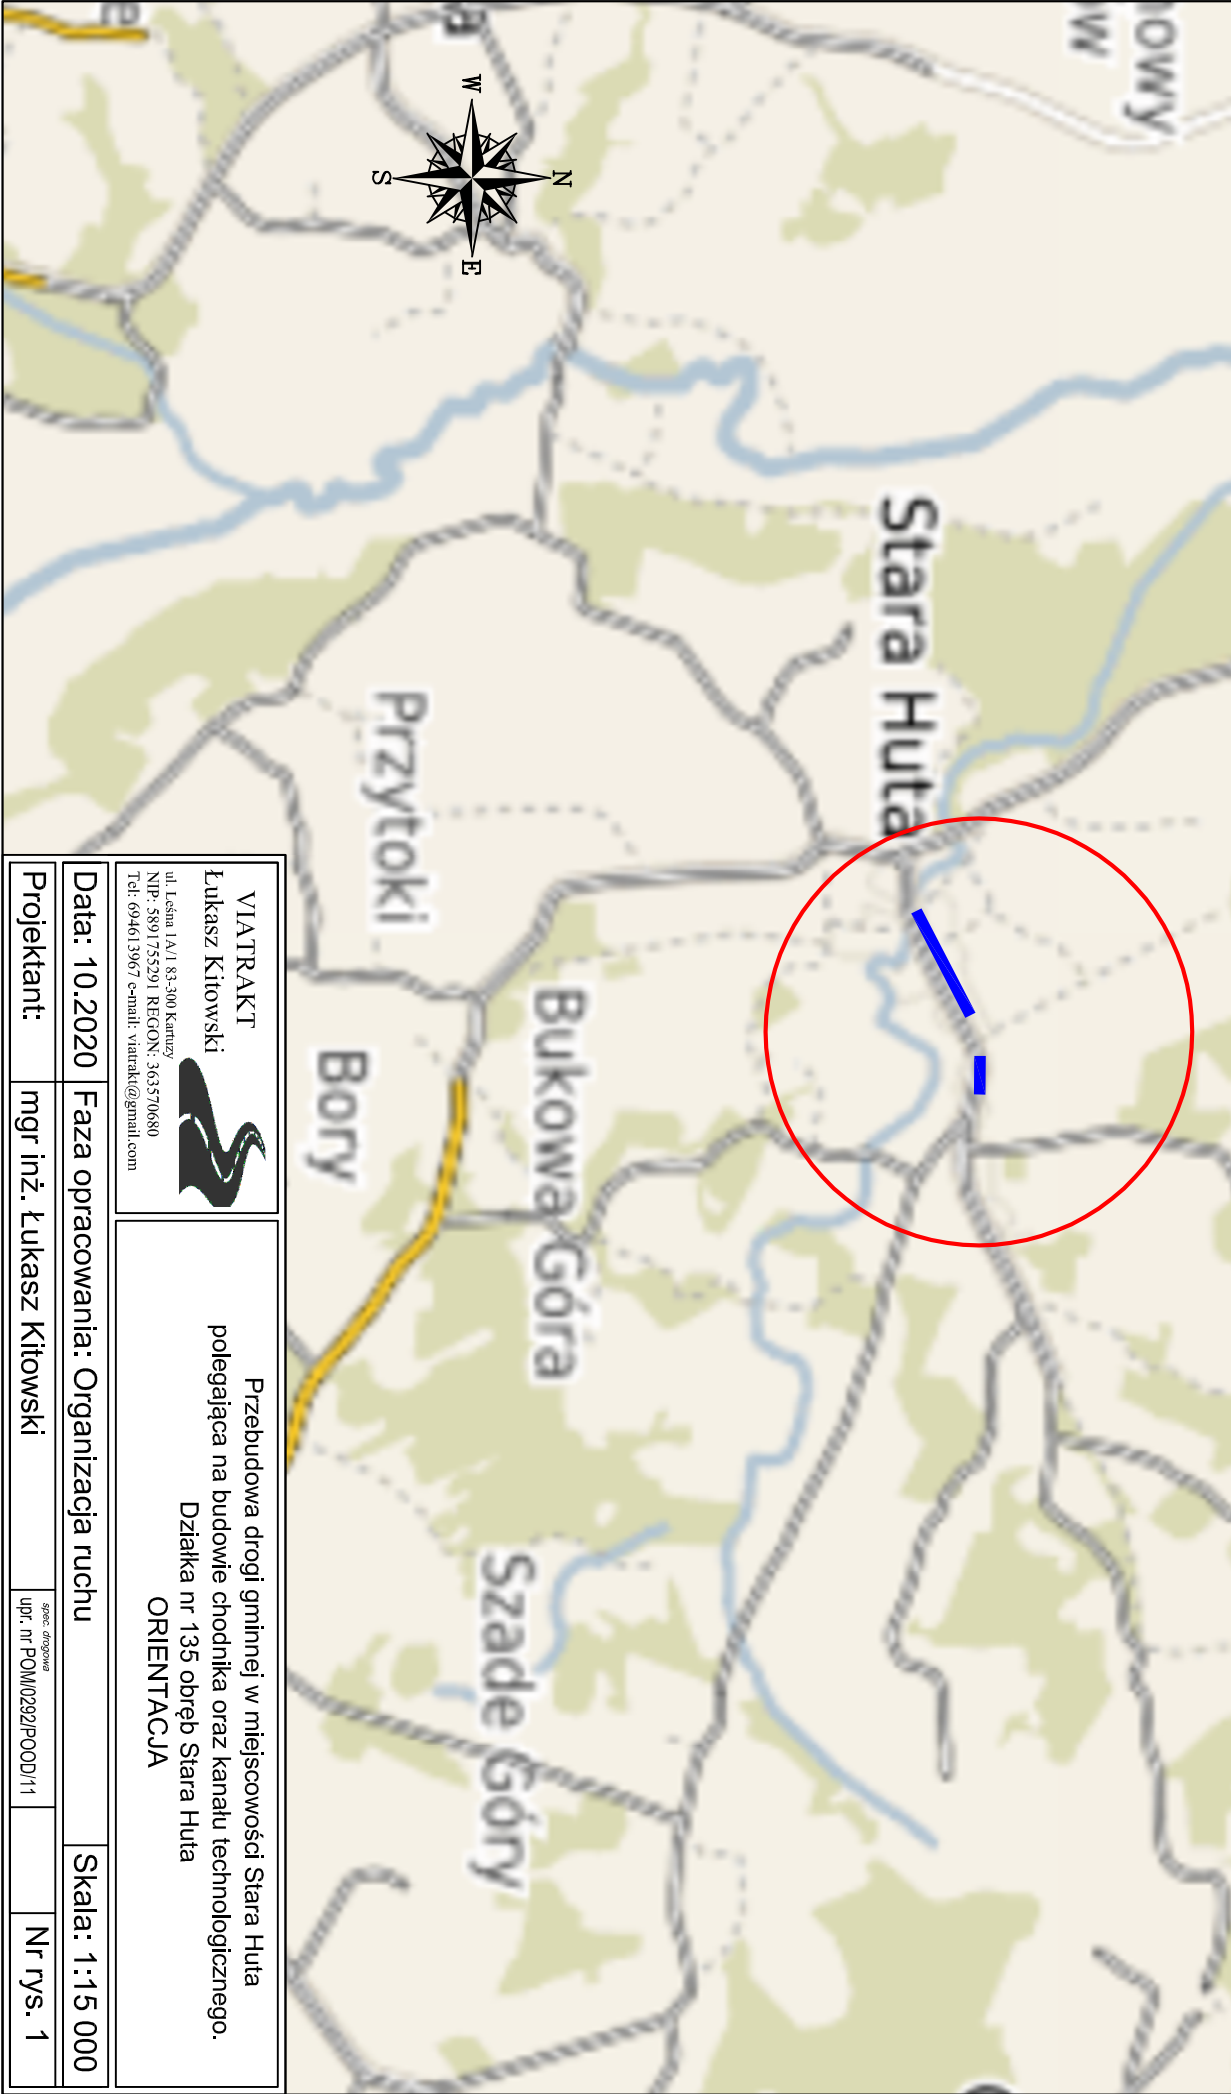 nowy
ów
Stara Huta
Przytoki
Bukowa Góra
Bory
Szade Góry
N
W
E
S
VIATRAKT
Łukasz Kitowski
ul. Leśna 1A/1 83-300 Kartuzy
NIP: 5891755291 REGON: 363570680
Tel: 694613967 e-mail: viatrakt@gmail.com
Przebudowa drogi gminnej w miejscowości Stara Huta
polegająca na budowie chodnika oraz kanału technologicznego.
Działka nr 135 obręb Stara Huta
ORIENTACJA
Data: 10.2020 Faza opracowania: Organizacja ruchu Skala: 1:15 000
Projektant: mgr inż. Łukasz Kitowski
spec. drogowa
upr. nr POM/0292/POOD/11
Nr rys. 1